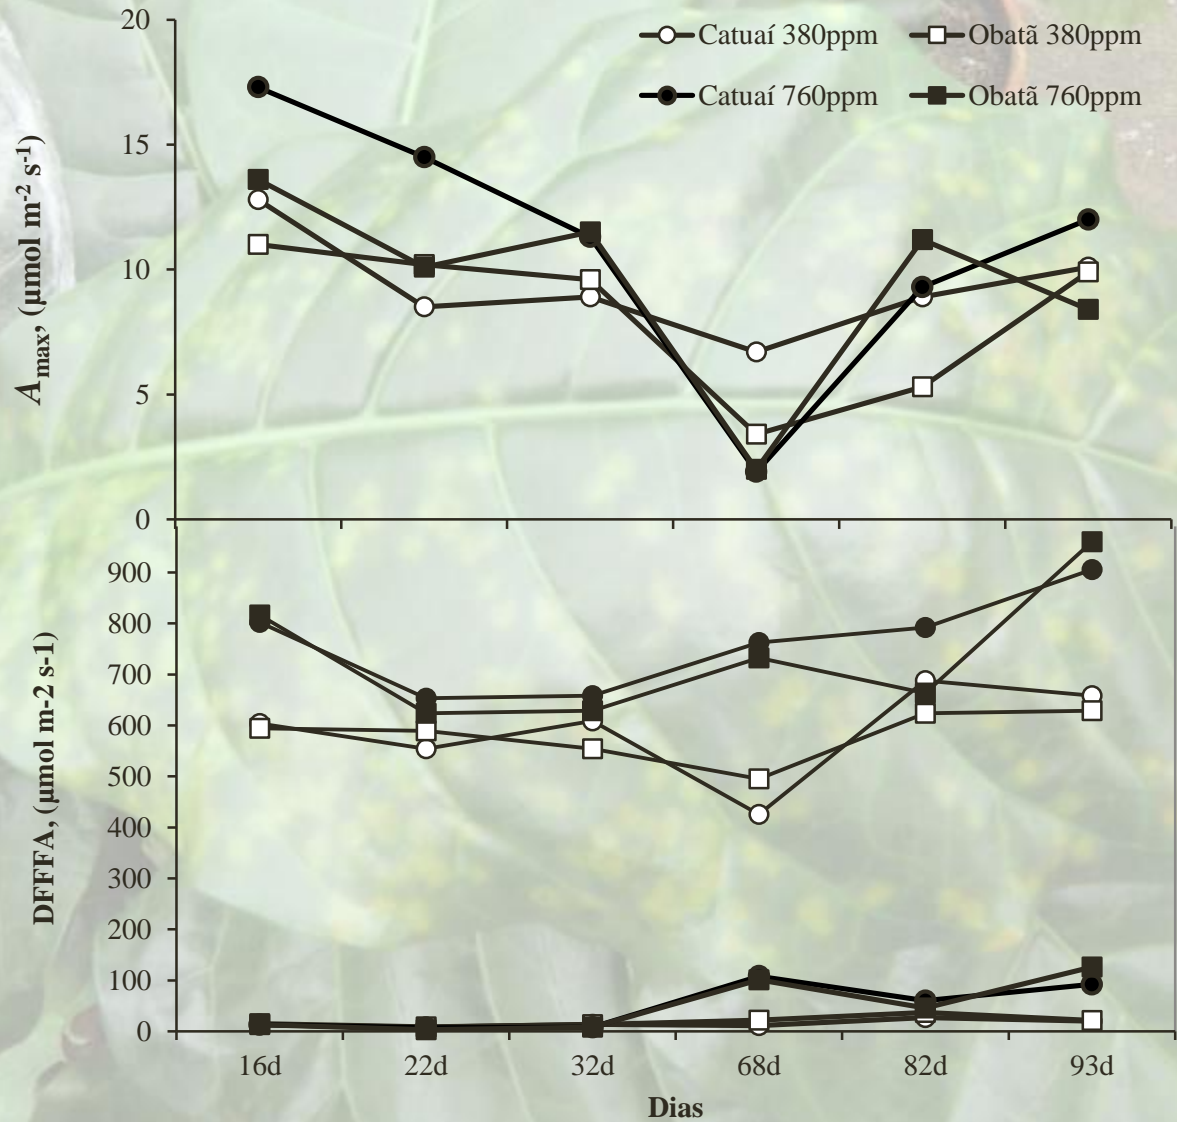 Catuaí 380ppm
Obatã 380ppm
Catuaí 760ppm
Obatã 760ppm
Amax, (µmol m-2 s-1)
20
15
10
5
0
DFFFA, (µmol m-2 s-1)
900
800
700
600
500
400
300
200
100
0
16d 22d 32d 68d 82d 93d
Dias